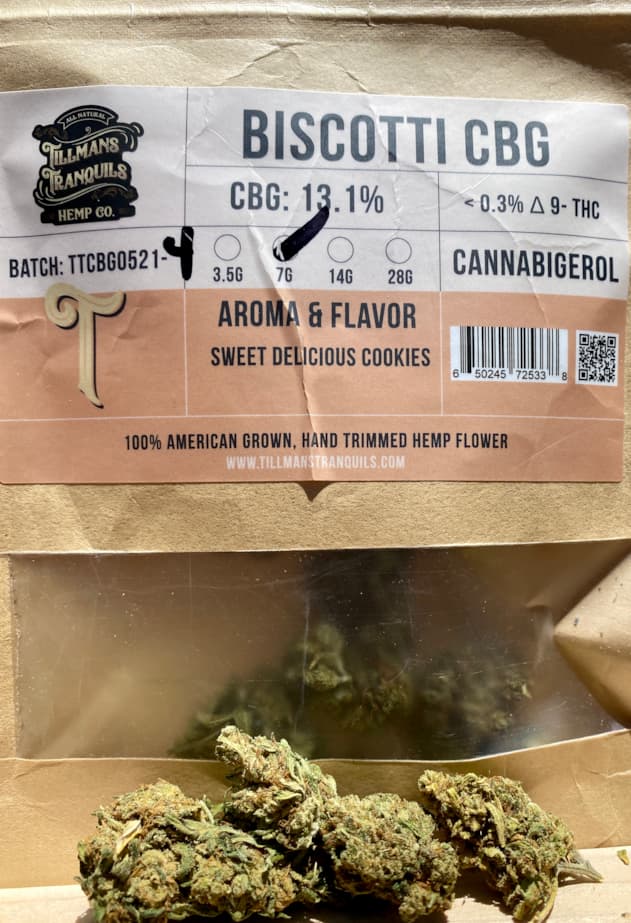 ALL NATURAL
TILLMANS
TRANQUILS
HEMP CO.
BISCOTTI CBG
CBG: 13.1%
< 0.3% Δ 9- THC
BATCH: TTCBG0521-4
3.5G 7G 14G 28G
CANNABIGEROL
T
AROMA & FLAVOR
SWEET DELICIOUS COOKIES
6 50245 72533 8
100% AMERICAN GROWN, HAND TRIMMED HEMP FLOWER
WWW.TILLMANSTRANQUILS.COM